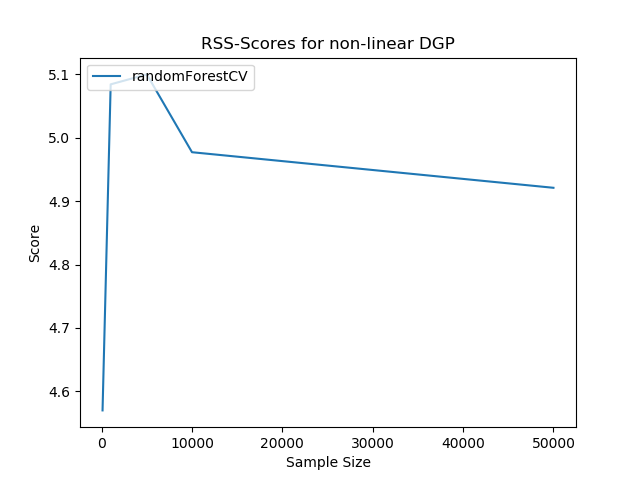 RSS-Scores for non-linear DGP
randomForestCV
5.1
5.0
4.9
4.8
4.7
4.6
Score
0 10000 20000 30000 40000 50000
Sample Size